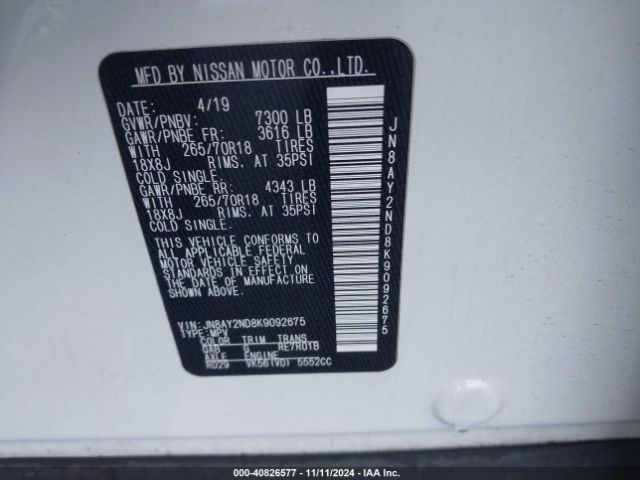 MFD BY NISSAN MOTOR CO.,LTD.
DATE: 4/19
GVWR/PNBV: 7300 LB
GAWR/PNBE FR: 3616 LB
WITH 265/70R18 TIRES
18X8J RIMS. AT 35PSI
COLD SINGLE.
GAWR/PNBE RR: 4343 LB
WITH 265/70R18 TIRES
18X8J RIMS. AT 35PSI
COLD SINGLE.
THIS VEHICLE CONFORMS TO
ALL APPLICABLE FEDERAL
MOTOR VEHICLE SAFETY
STANDARDS IN EFFECT ON
THE DATE OF MANUFACTURE
SHOWN ABOVE.
VIN: JN8AY2ND8K9092675
TYPE: MPV
COLOR TRIM TRANS
QAB G RE7R01B
AXLE ENGINE
RD29 VK56(VD) 5552CC
JN8AY2ND8K9092675
000-40826577 - 11/11/2024 - IAA Inc.